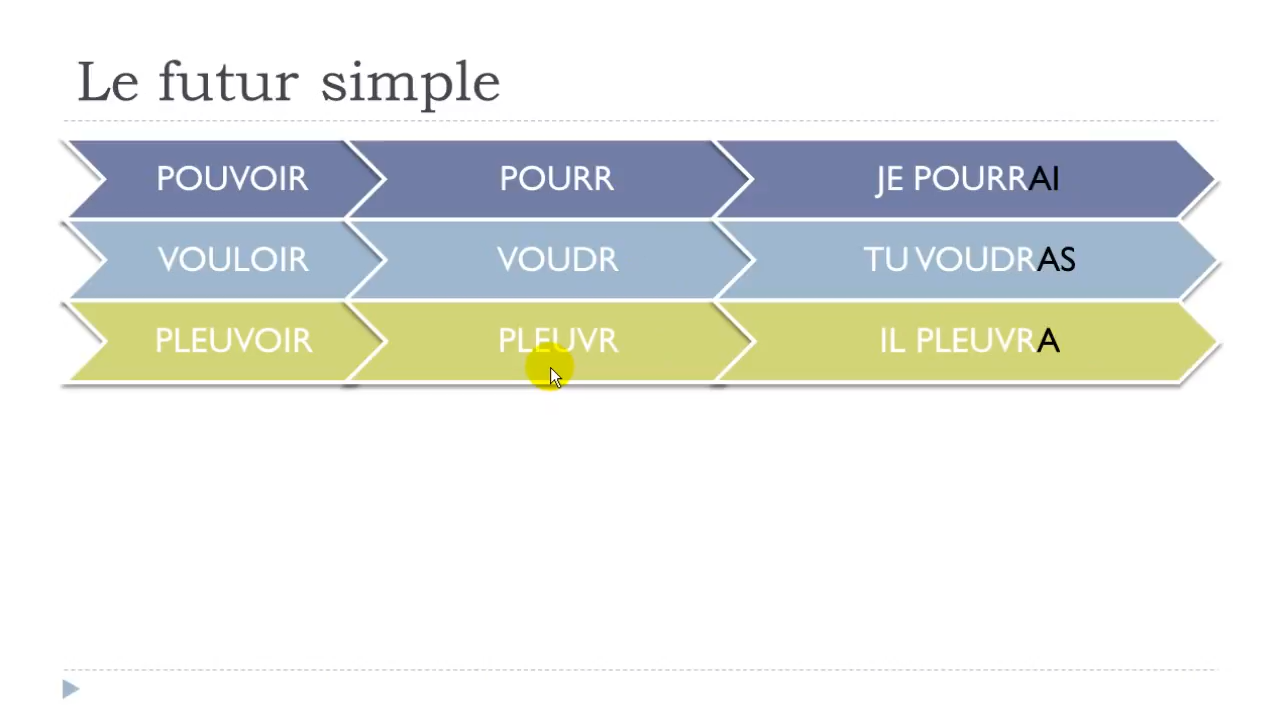 Le futur simple
POUVOIR POURR JE POURRAI
VOULOIR VOUDR TU VOUDRAS
PLEUVOIR PLEUVR IL PLEUVRA